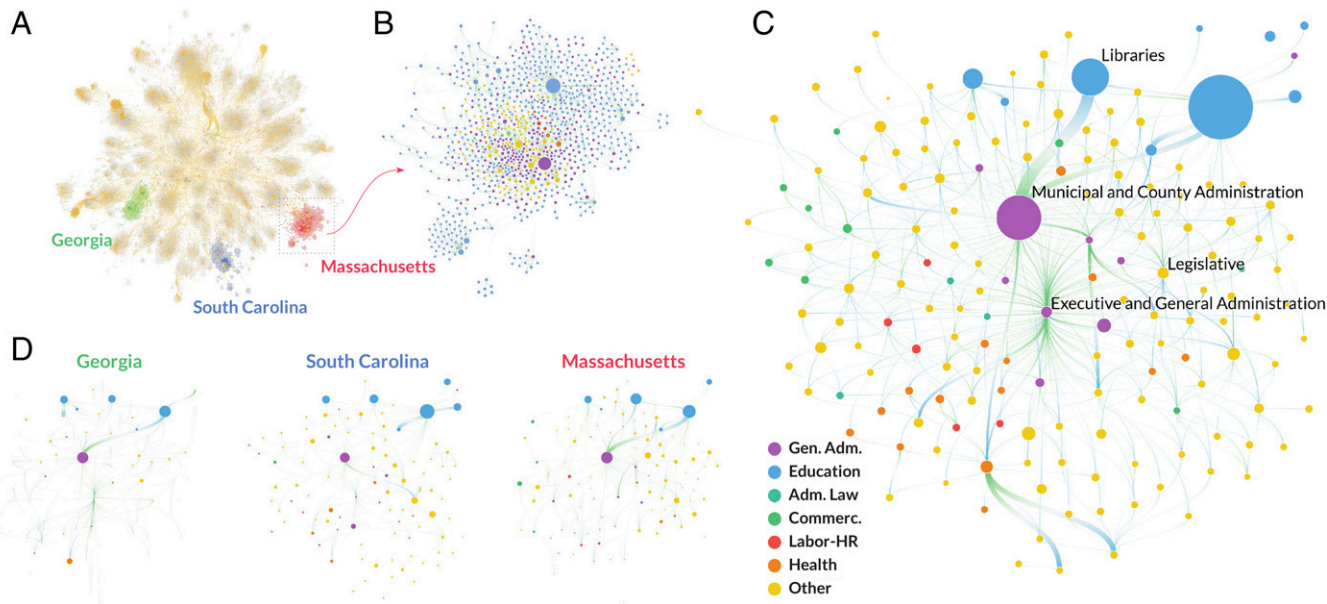 A
B
C
Libraries
Municipal and County Administration
Georgia
Massachusetts
Legislative
South Carolina
Executive and General Administration
D
Georgia
South Carolina
Massachusetts
Gen. Adm.
Education
Adm. Law
Commerc.
Labor-HR
Health
Other